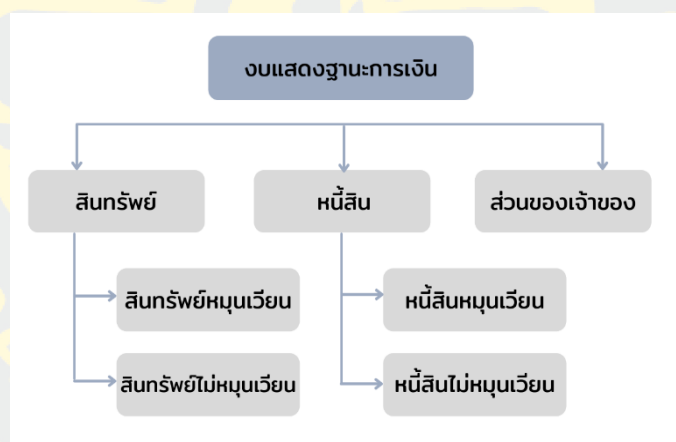 งบแสดงฐานะการเงิน
สินทรัพย์
หนี้สิน
ส่วนของเจ้าของ
สินทรัพย์หมุนเวียน
หนี้สินหมุนเวียน
สินทรัพย์ไม่หมุนเวียน
หนี้สินไม่หมุนเวียน